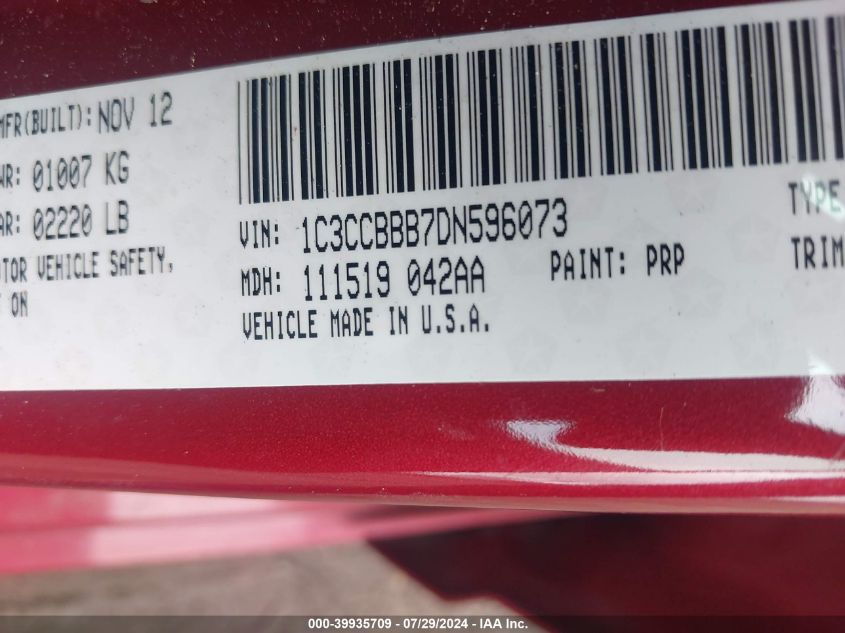 MFR(BUILT): NOV 12
WR: 01007 KG
AR: 02220 LB
OTOR VEHICLE SAFETY,
ON
VIN: 1C3CCBBB7DN596073
MDH: 111519 042AA
PAINT: PRP
VEHICLE MADE IN U.S.A.
TYPE
TRIM
000-39935709 - 07/29/2024 - IAA Inc.